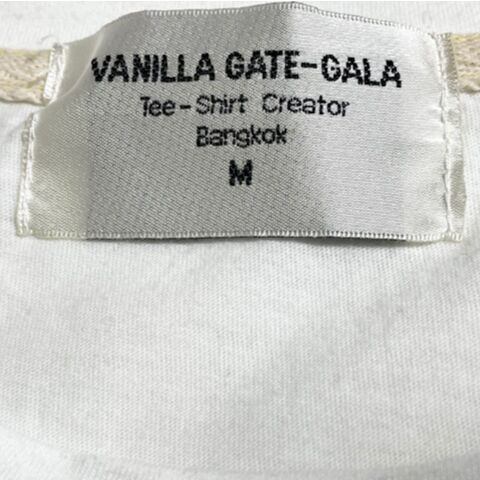 VANILLA GATE-GALA
Tee-Shirt Creator
Bangkok
M